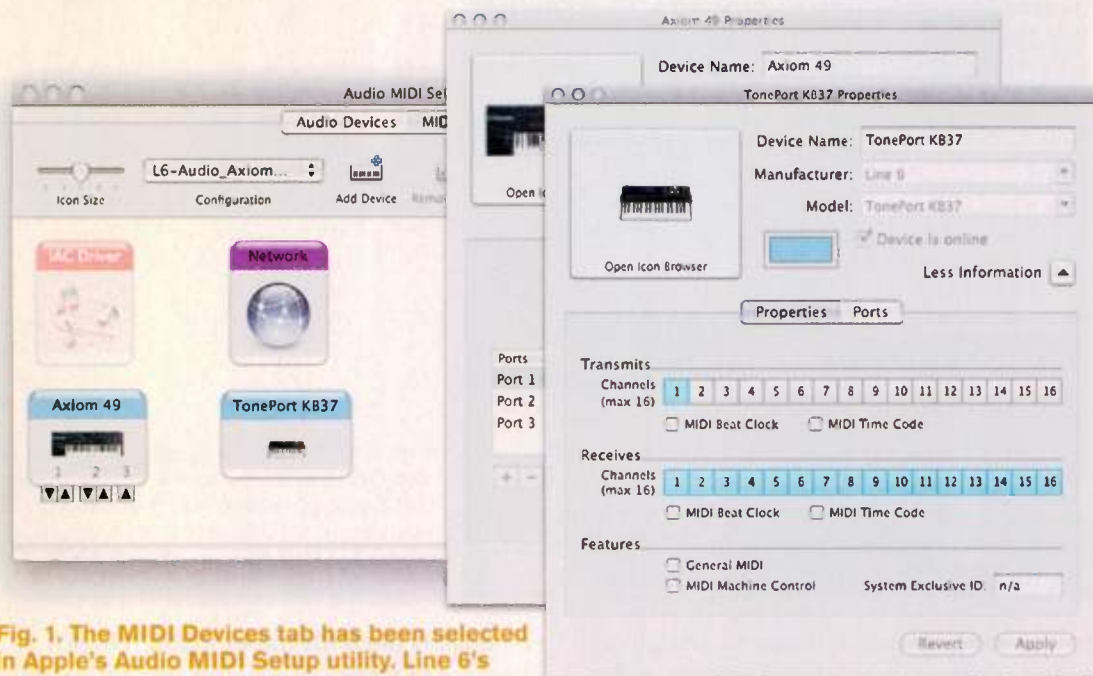 Axiom 49 Properties
Device Name: Axiom 49
Audio MIDI Se
Audio Devices MID
Icon Size
L6-Audio_Axiom...
Configuration
Add Device
IAC Driver
Network
Axiom 49
1 2 3
TonePort KB37
Open Ic
Ports
Port 1
Port 2
Port 3
+ -
TonePort KB37 Properties
Device Name: TonePort KB37
Manufacturer: Line 6
Model: TonePort KB37
Device is online
Open Icon Browser
Less Information
Properties Ports
Transmits
Channels 1 2 3 4 5 6 7 8 9 10 11 12 13 14 15 16
(max 16)
MIDI Beat Clock MIDI Time Code
Receives
Channels 1 2 3 4 5 6 7 8 9 10 11 12 13 14 15 16
(max 16)
MIDI Beat Clock MIDI Time Code
Features
General MIDI
MIDI Machine Control System Exclusive ID: n/a
Revert Apply
Fig. 1. The MIDI Devices tab has been selected
in Apple's Audio MIDI Setup utility. Line 6's